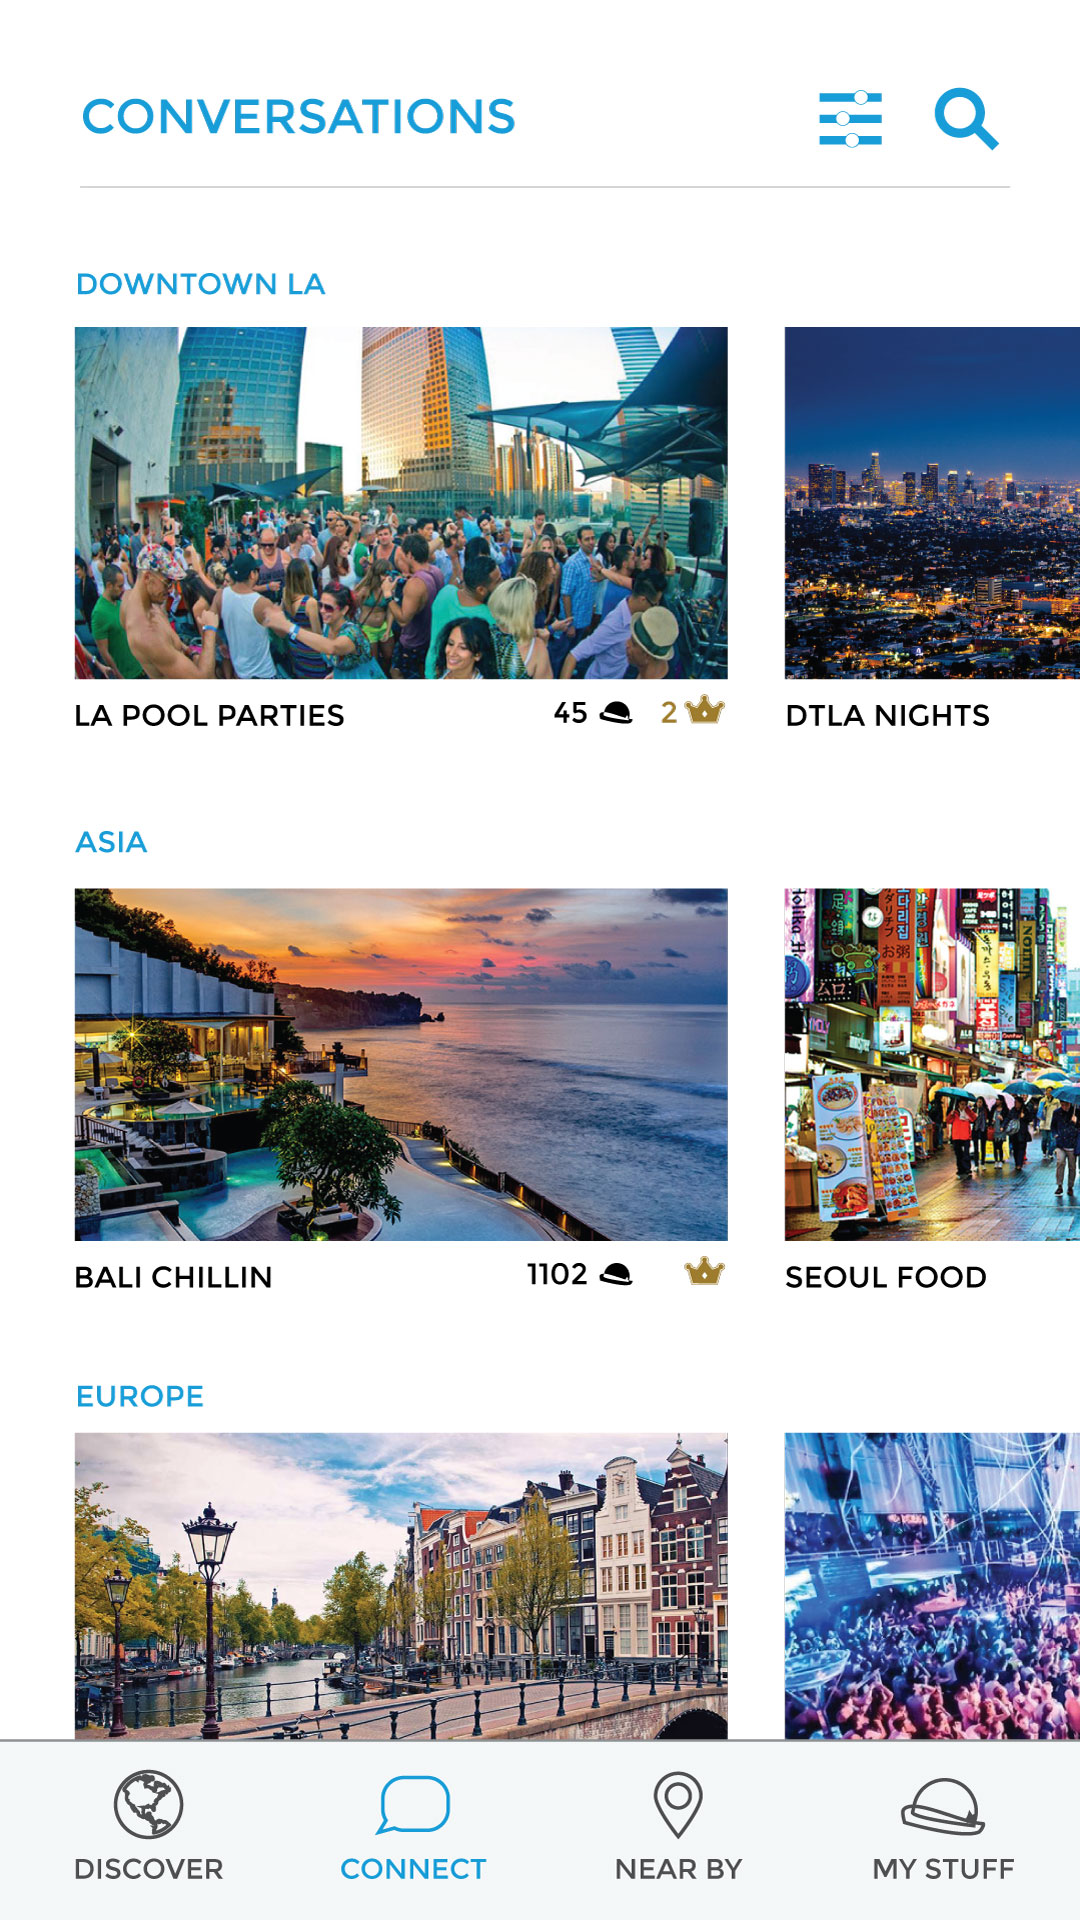 CONVERSATIONS
DOWNTOWN LA
LA POOL PARTIES 45 2
DTLA NIGHTS
ASIA
BALI CHILLIN 1102
SEOUL FOOD
EUROPE
DISCOVER CONNECT NEAR BY MY STUFF